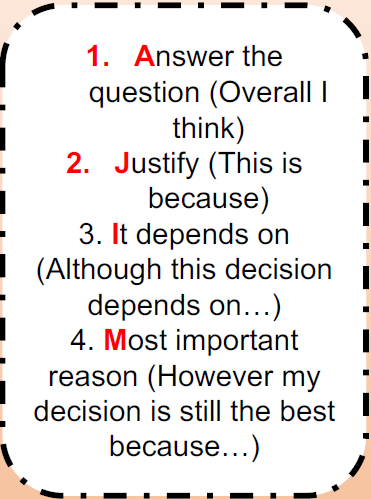 1. Answer the
question (Overall I
think)
2. Justify (This is
because)
3. It depends on
(Although this decision
depends on…)
4. Most important
reason (However my
decision is still the best
because…)